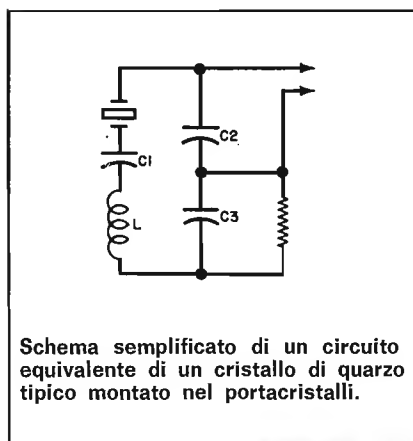 C1
C2
L
C3
Schema semplificato di un circuito
equivalente di un cristallo di quarzo
tipico montato nel portacristalli.